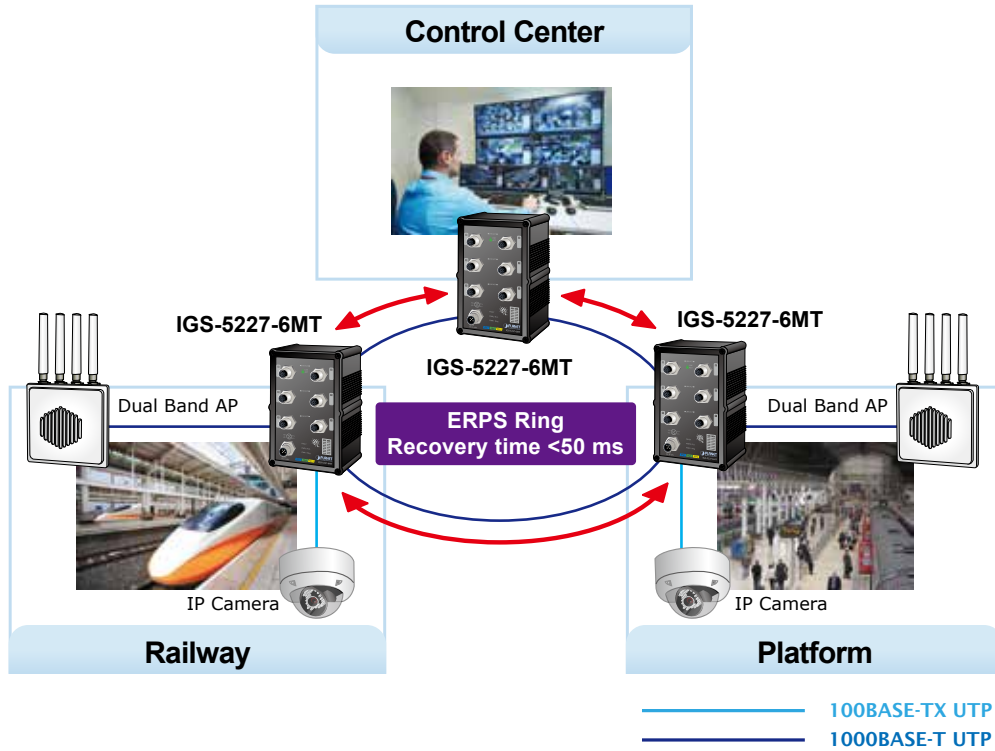 Control Center
IGS-5227-6MT
IGS-5227-6MT
IGS-5227-6MT
Dual Band AP
Dual Band AP
ERPS Ring
Recovery time <50 ms
IP Camera
IP Camera
Railway
Platform
100BASE-TX UTP
1000BASE-T UTP